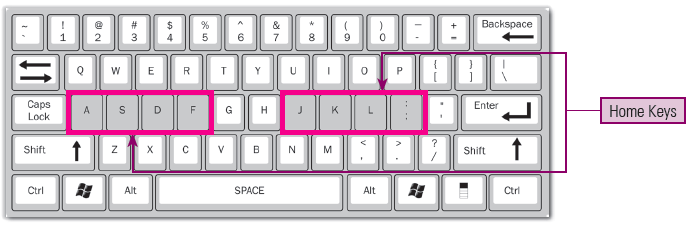 ~ ! @ # $ % ^ & * ( ) — + Backspace
` 1 2 3 4 5 6 7 8 9 0 - =
Q W E R T Y U I O P { } |
[ ] \
Caps Lock A S D F G H J K L : " Enter
; '
Home Keys
Shift Z X C V B N M < > ? Shift
, . /
Ctrl Alt SPACE Alt Ctrl